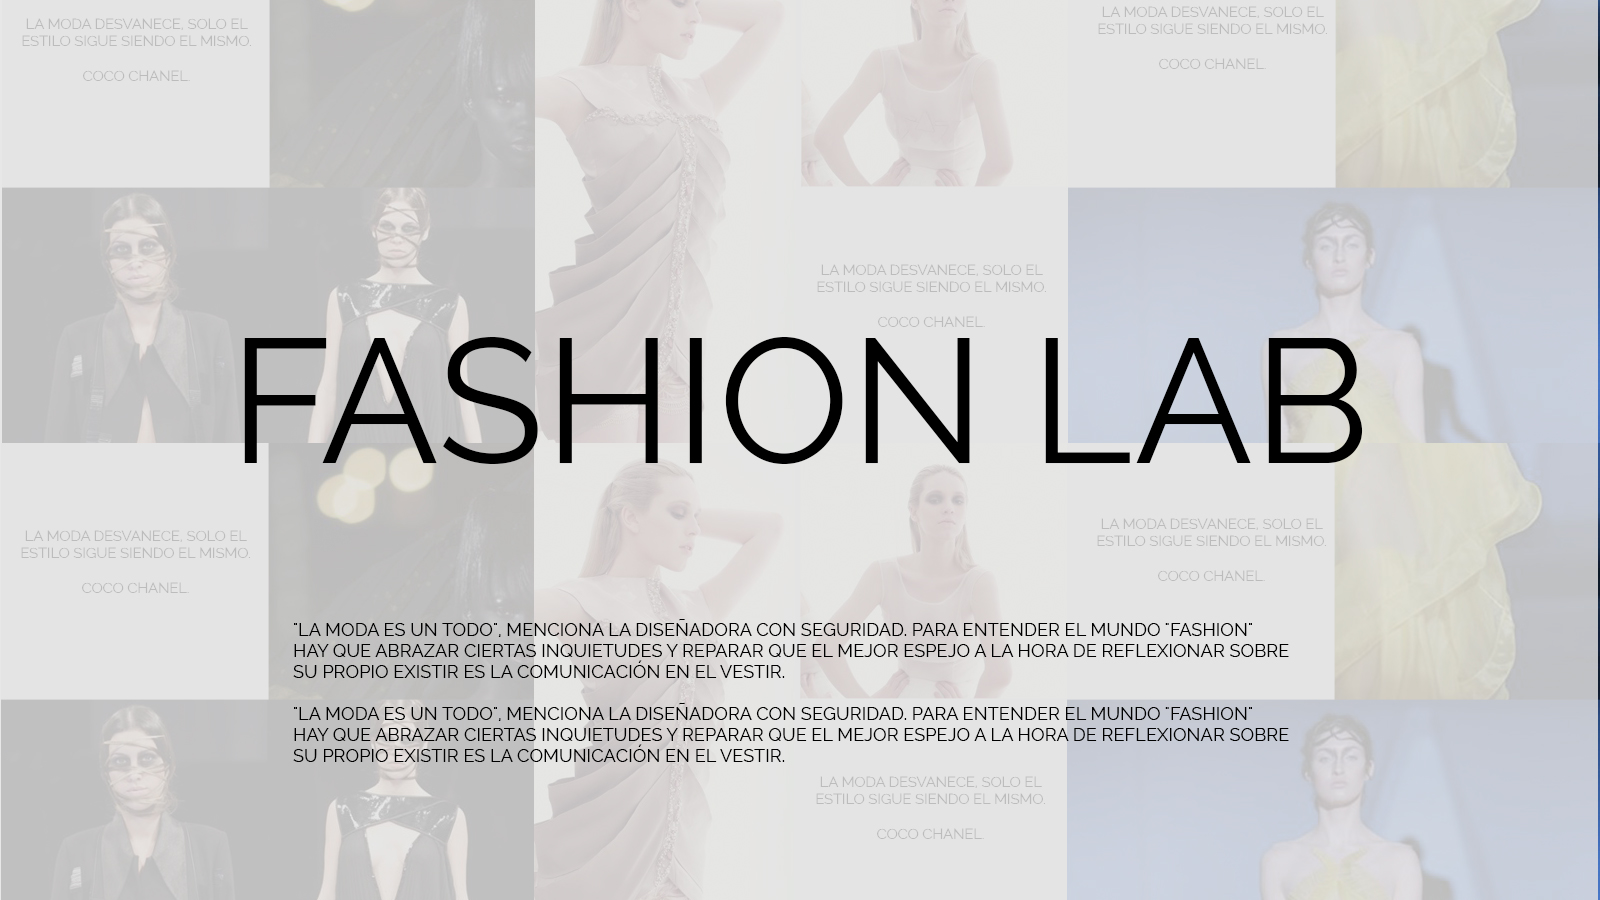 LA MODA DESVANECE, SOLO EL
ESTILO SIGUE SIENDO EL MISMO.
COCO CHANEL.
LA MODA DESVANECE, SOLO EL
ESTILO SIGUE SIENDO EL MISMO.
COCO CHANEL.
LA MODA DESVANECE, SOLO EL
ESTILO SIGUE SIENDO EL MISMO.
COCO CHANEL.
FASHION LAB
LA MODA DESVANECE, SOLO EL
ESTILO SIGUE SIENDO EL MISMO.
COCO CHANEL.
LA MODA DESVANECE, SOLO EL
ESTILO SIGUE SIENDO EL MISMO.
COCO CHANEL.
"LA MODA ES UN TODO", MENCIONA LA DISEÑADORA CON SEGURIDAD. PARA ENTENDER EL MUNDO "FASHION"
HAY QUE ABRAZAR CIERTAS INQUIETUDES Y REPARAR QUE EL MEJOR ESPEJO A LA HORA DE REFLEXIONAR SOBRE
SU PROPIO EXISTIR ES LA COMUNICACIÓN EN EL VESTIR.
"LA MODA ES UN TODO", MENCIONA LA DISEÑADORA CON SEGURIDAD. PARA ENTENDER EL MUNDO "FASHION"
HAY QUE ABRAZAR CIERTAS INQUIETUDES Y REPARAR QUE EL MEJOR ESPEJO A LA HORA DE REFLEXIONAR SOBRE
SU PROPIO EXISTIR ES LA COMUNICACIÓN EN EL VESTIR.
LA MODA DESVANECE, SOLO EL
ESTILO SIGUE SIENDO EL MISMO.
COCO CHANEL.